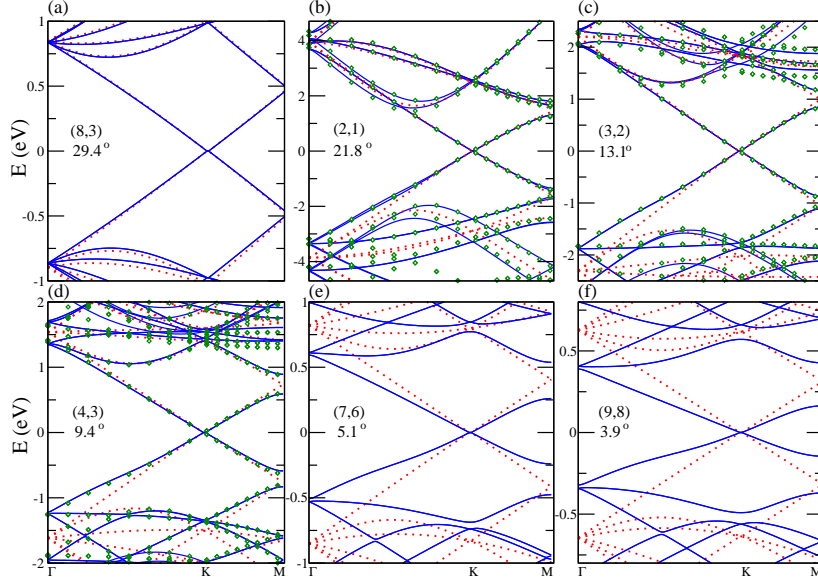 (a) (b) (c)
E (eV)
1
0.5
0
-0.5
-1
(8,3)
29.4 o
4
2
0
-2
-4
(2,1)
21.8 o
2
1
0
-1
-2
(3,2)
13.1 o
(d) (e) (f)
E (eV)
2
1
0
-1
-2
(4,3)
9.4 o
Γ K M
1
0.5
0
-0.5
(7,6)
5.1 o
Γ K M
0.5
0
-0.5
(9,8)
3.9 o
Γ K M